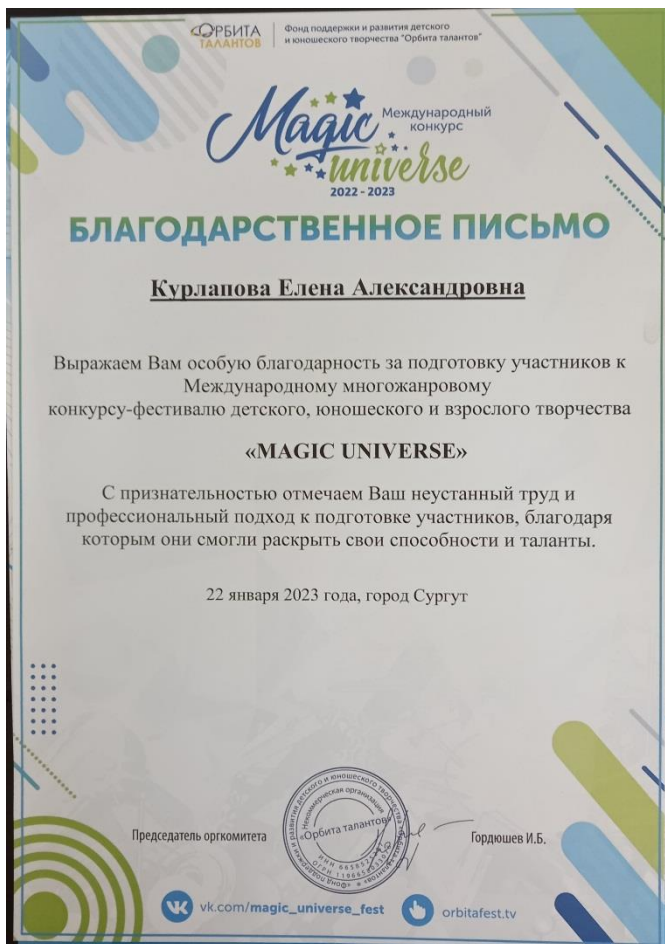 ОРБИТА
ТАЛАНТОВ
Фонд поддержки и развития детского
и юношеского творчества "Орбита талантов"
Magic
Международный
конкурс
universe
2022 - 2023
БЛАГОДАРСТВЕННОЕ ПИСЬМО
Курлапова Елена Александровна
Выражаем Вам особую благодарность за подготовку участников к
Международному многожанровому
конкурсу-фестивалю детского, юношеского и взрослого творчества
«MAGIC UNIVERSE»
С признательностью отмечаем Ваш неустанный труд и
профессиональный подход к подготовке участников, благодаря
которым они смогли раскрыть свои способности и таланты.
22 января 2023 года, город Сургут
Председатель оргкомитета
Некоммерческая организация
«Орбита талантов»
Гордюшев И.Б.
vk.com/magic_universe_fest
orbitafest.tv